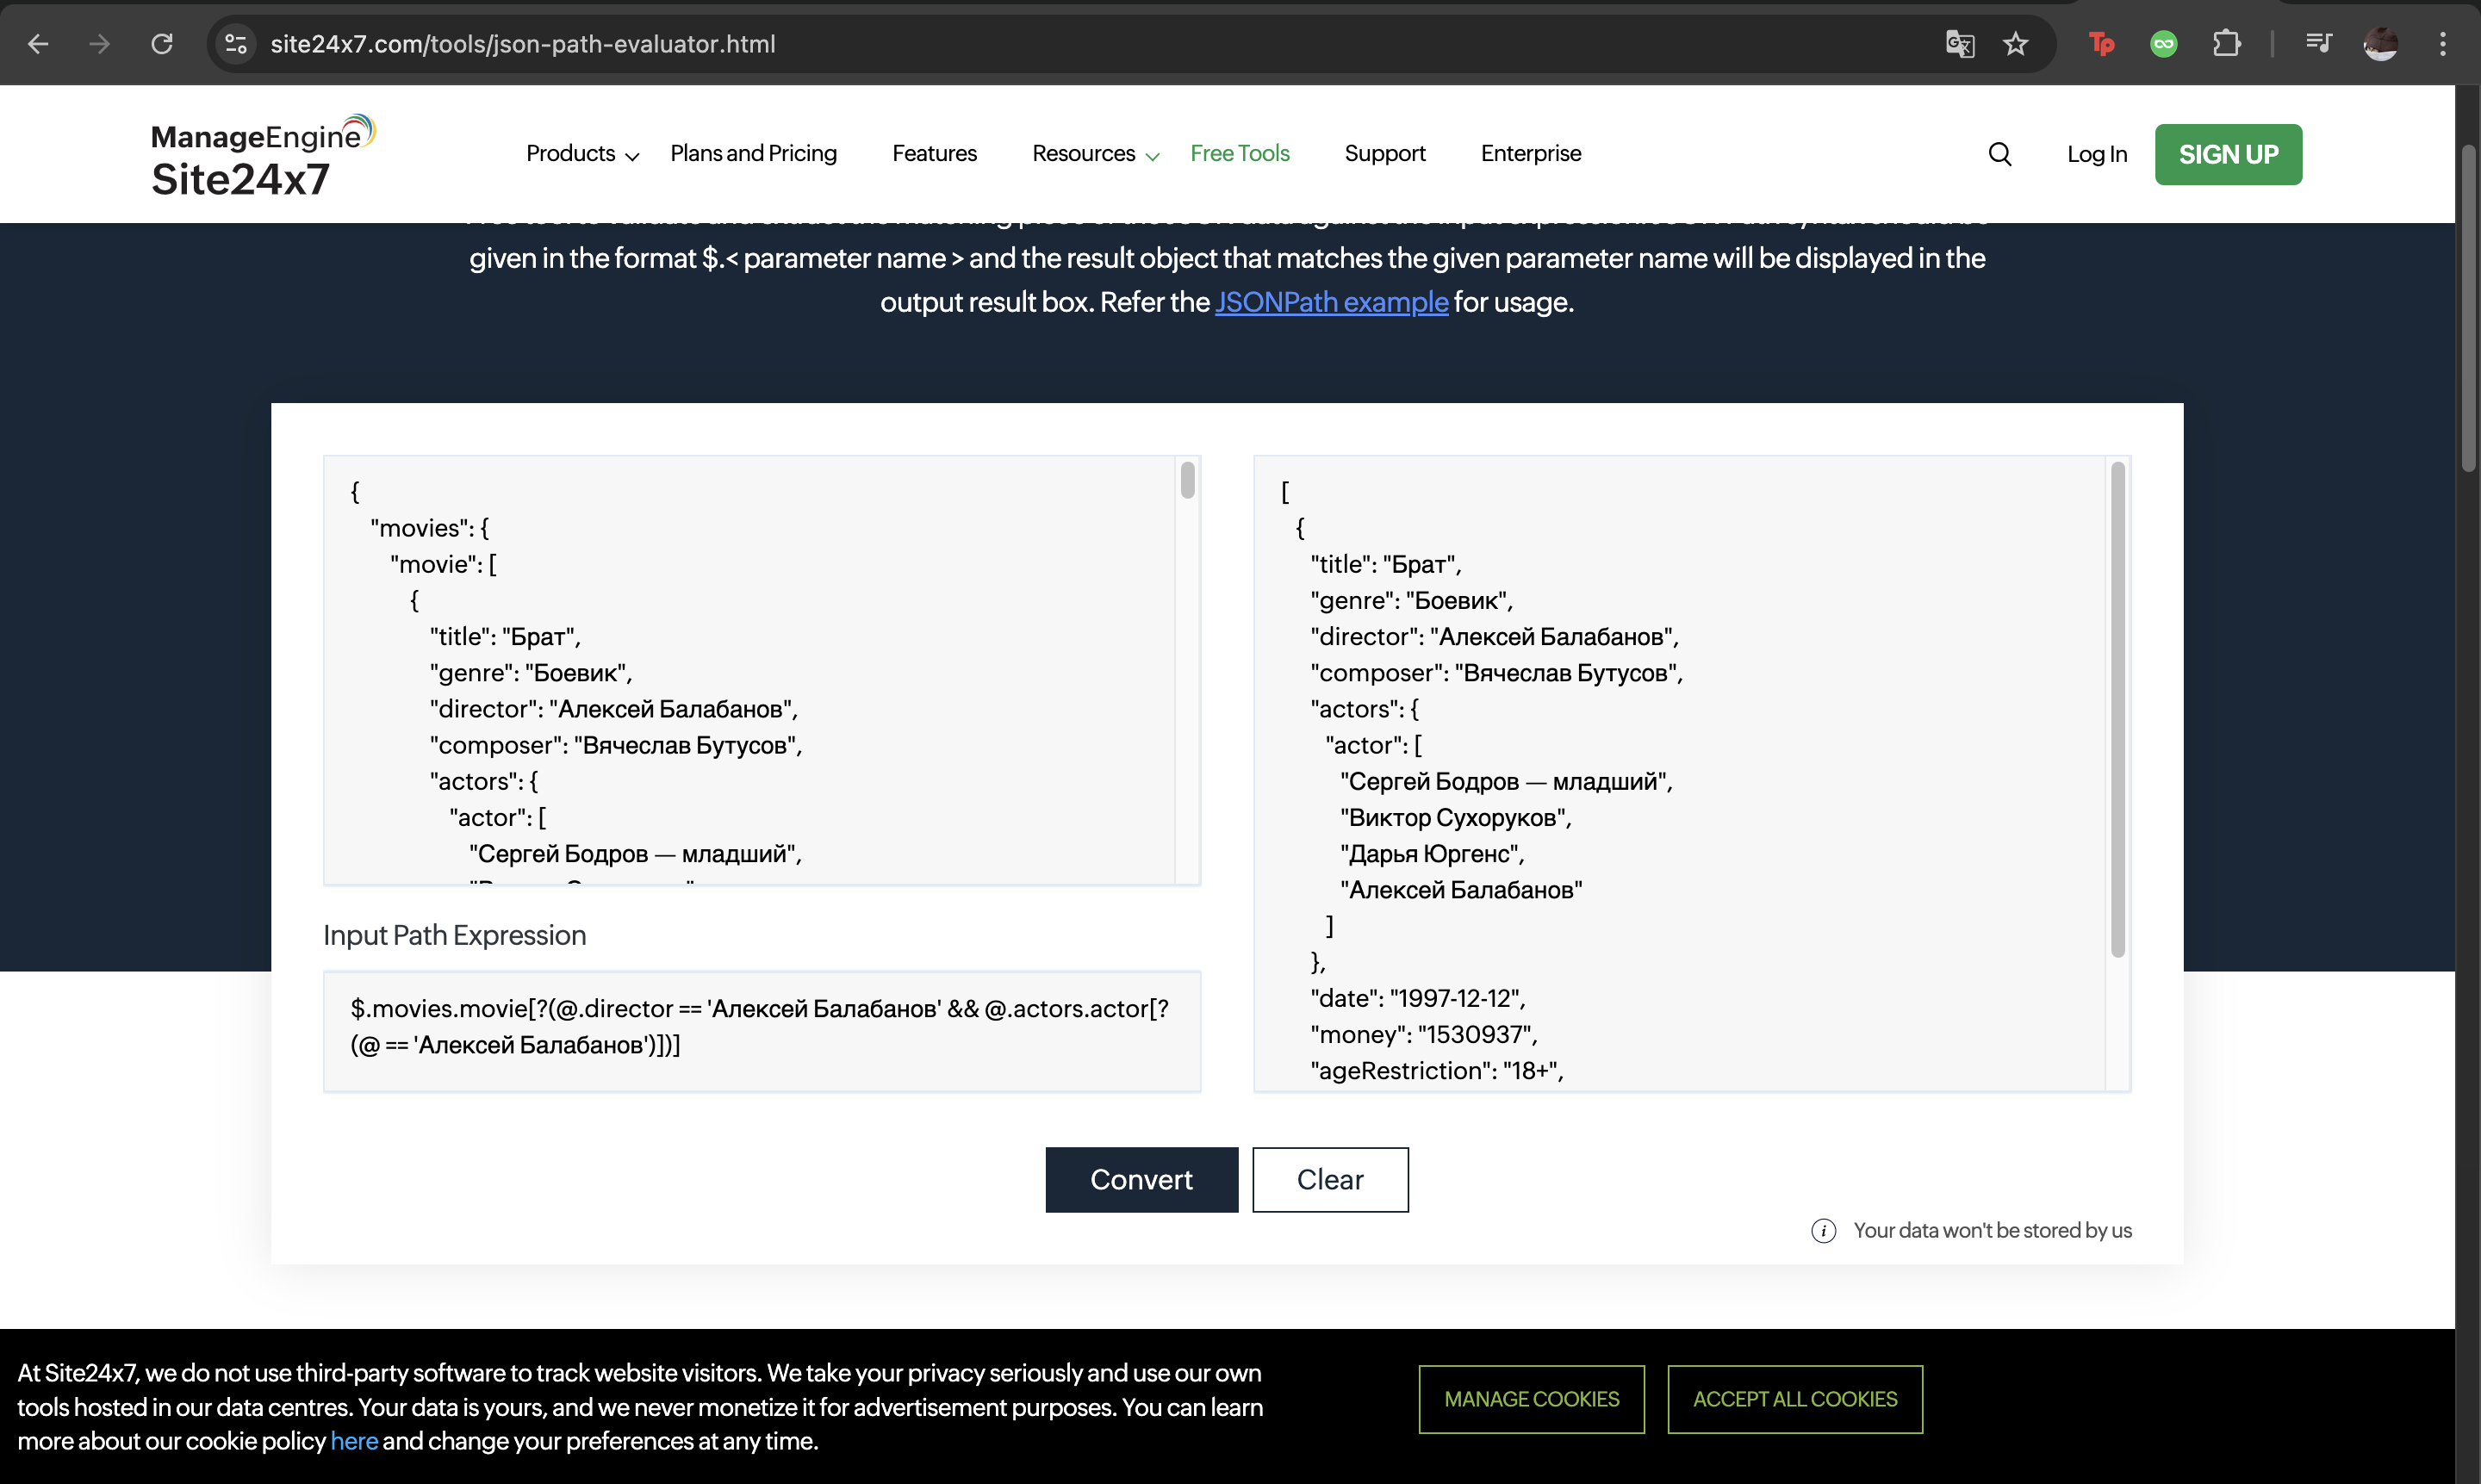 site24x7.com/tools/json-path-evaluator.html
Tp
ManageEngine
Site24x7
Products
Plans and Pricing
Features
Resources
Free Tools
Support
Enterprise
Log In
SIGN UP
given in the format $.< parameter name > and the result object that matches the given parameter name will be displayed in the
output result box. Refer the JSONPath example for usage.
{
"movies": {
"movie": [
{
"title": "Брат",
"genre": "Боевик",
"director": "Алексей Балабанов",
"composer": "Вячеслав Бутусов",
"actors": {
"actor": [
"Сергей Бодров — младший",
Input Path Expression
$.movies.movie[?(@.director == 'Алексей Балабанов' && @.actors.actor[?
(@ == 'Алексей Балабанов')])]
[
{
"title": "Брат",
"genre": "Боевик",
"director": "Алексей Балабанов",
"composer": "Вячеслав Бутусов",
"actors": {
"actor": [
"Сергей Бодров — младший",
"Виктор Сухоруков",
"Дарья Юргенс",
"Алексей Балабанов"
]
},
"date": "1997-12-12",
"money": "1530937",
"ageRestriction": "18+",
Convert
Clear
Your data won't be stored by us
At Site24x7, we do not use third-party software to track website visitors. We take your privacy seriously and use our own
tools hosted in our data centres. Your data is yours, and we never monetize it for advertisement purposes. You can learn
more about our cookie policy here and change your preferences at any time.
MANAGE COOKIES
ACCEPT ALL COOKIES